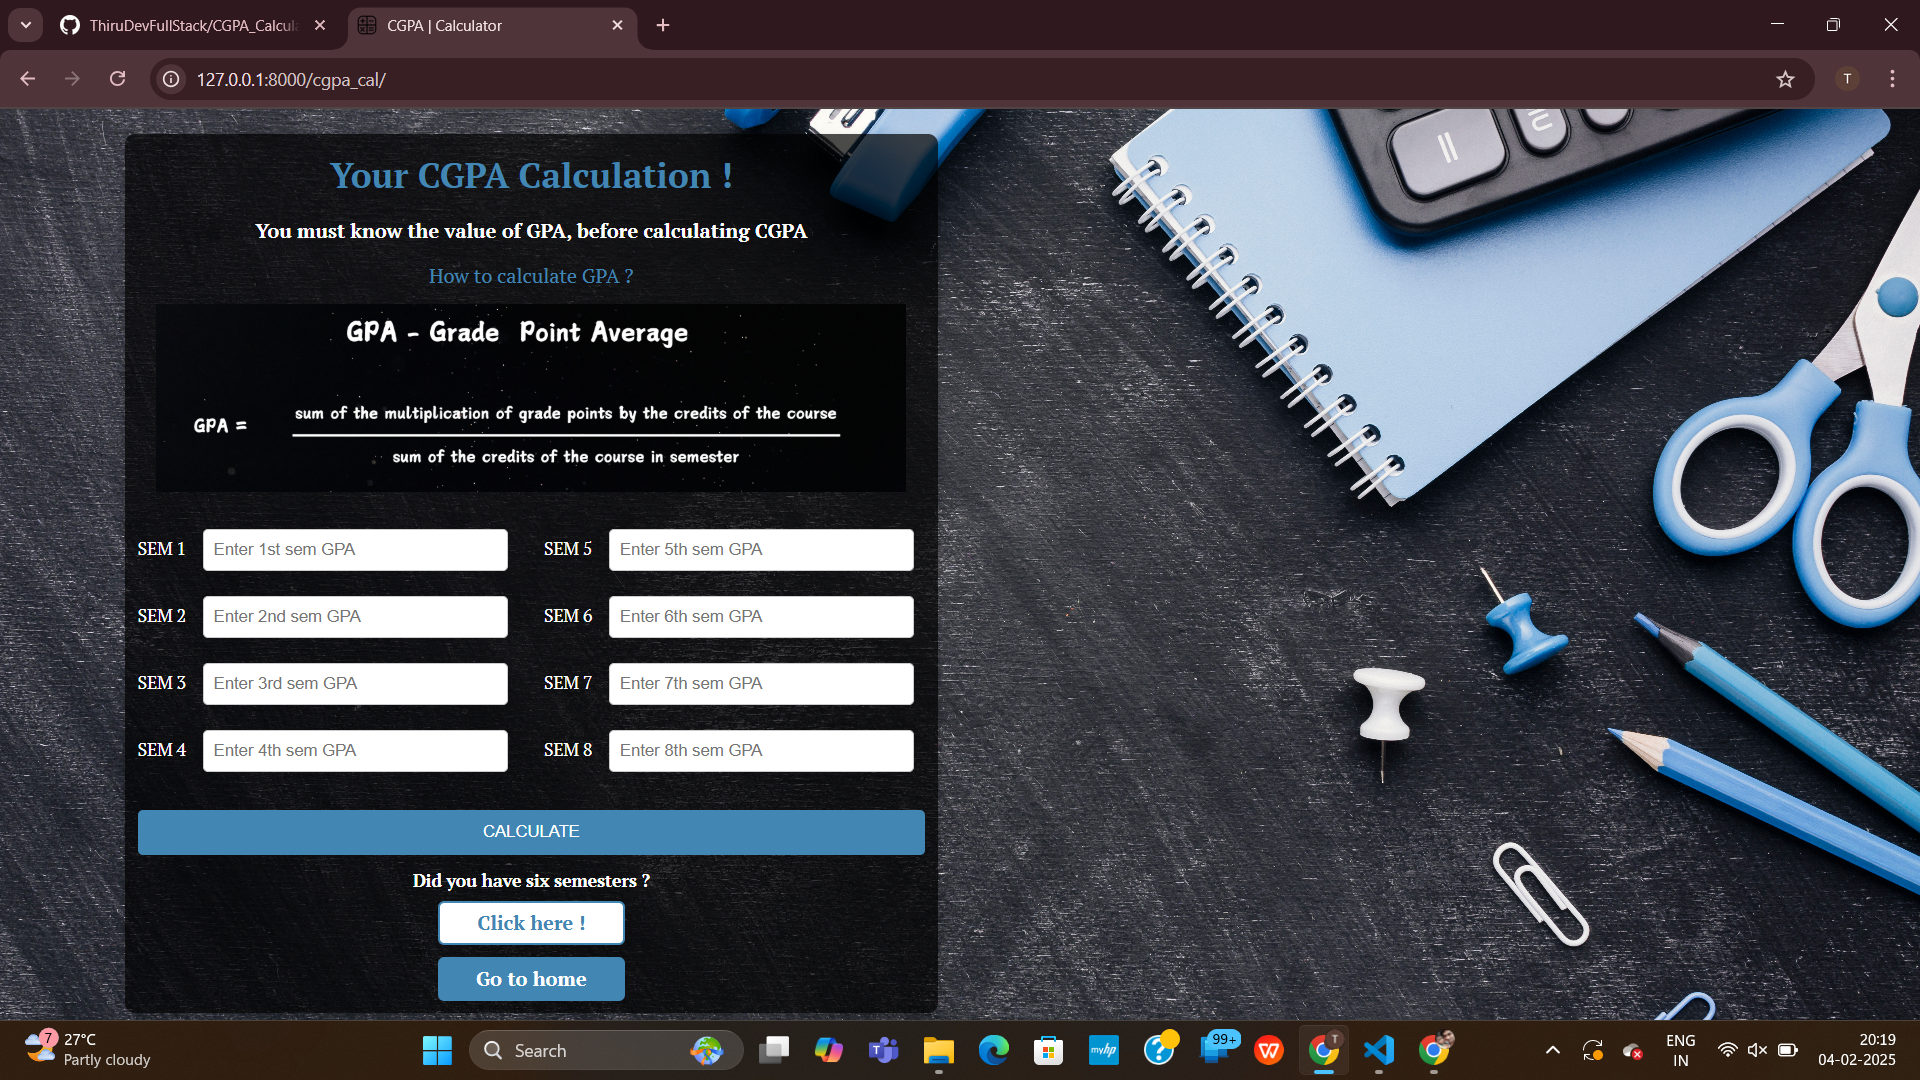 ThiruDevFullStack/CGPA_Calcul
CGPA | Calculator
127.0.0.1:8000/cgpa_cal/
T
Your CGPA Calculation !
You must know the value of GPA, before calculating CGPA
How to calculate GPA ?
GPA - Grade Point Average
GPA =
sum of the multiplication of grade points by the credits of the course
sum of the credits of the course in semester
SEM 1
Enter 1st sem GPA
SEM 5
Enter 5th sem GPA
SEM 2
Enter 2nd sem GPA
SEM 6
Enter 6th sem GPA
SEM 3
Enter 3rd sem GPA
SEM 7
Enter 7th sem GPA
SEM 4
Enter 4th sem GPA
SEM 8
Enter 8th sem GPA
CALCULATE
Did you have six semesters ?
Click here !
Go to home
7
27°C
Partly cloudy
Search
myhp
99+
T
ENG
IN
20:19
04-02-2025